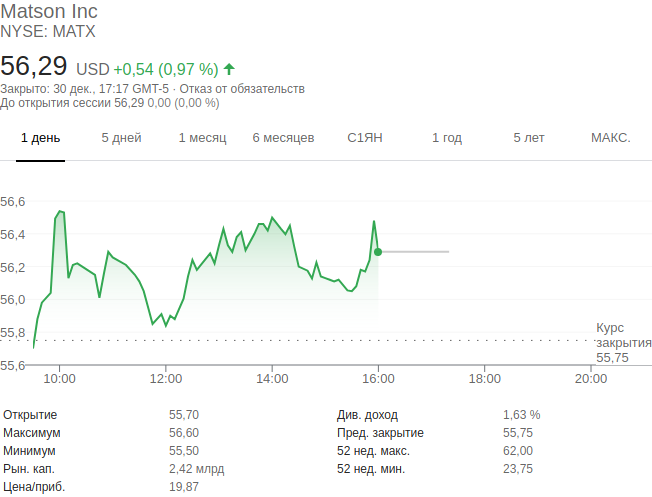 Matson Inc
NYSE: MATX
56,29 USD +0,54 (0,97 %)
Закрыто: 30 дек., 17:17 GMT-5 · Отказ от обязательств
До открытия сессии 56,29 0,00 (0,00 %)
1 день 5 дней 1 месяц 6 месяцев С1ЯН 1 год 5 лет МАКС.
56,6
56,4
56,2
56,0
55,8
55,6
Курс
закрытия
55,75
10:00 12:00 14:00 16:00 18:00 20:00
Открытие 55,70 Див. доход 1,63 %
Максимум 56,60 Пред. закрытие 55,75
Минимум 55,50 52 нед. макс. 62,00
Рын. кап. 2,42 млрд 52 нед. мин. 23,75
Цена/приб. 19,87